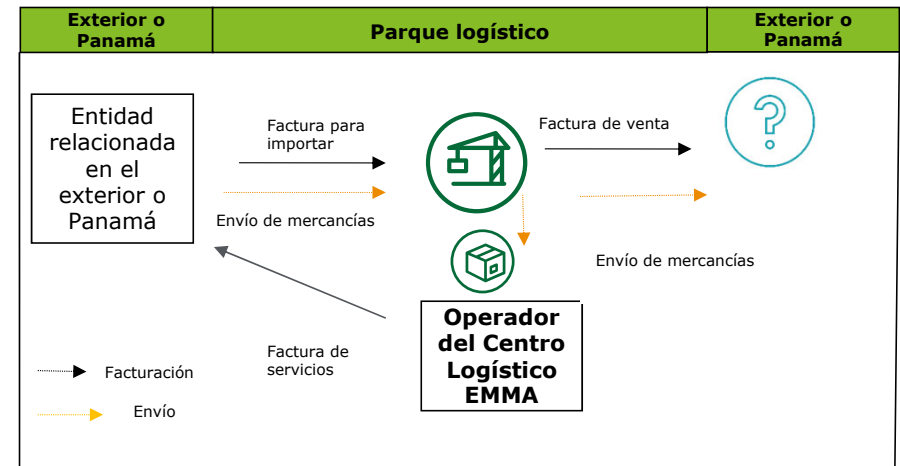 Exterior o
Panamá
Parque logístico
Exterior o
Panamá
Entidad
relacionada
en el
exterior o
Panamá
Factura para
importar
Factura de venta
Envío de mercancías
Envío de mercancías
Operador
del Centro
Logístico
EMMA
Factura de
servicios
Facturación
Envío